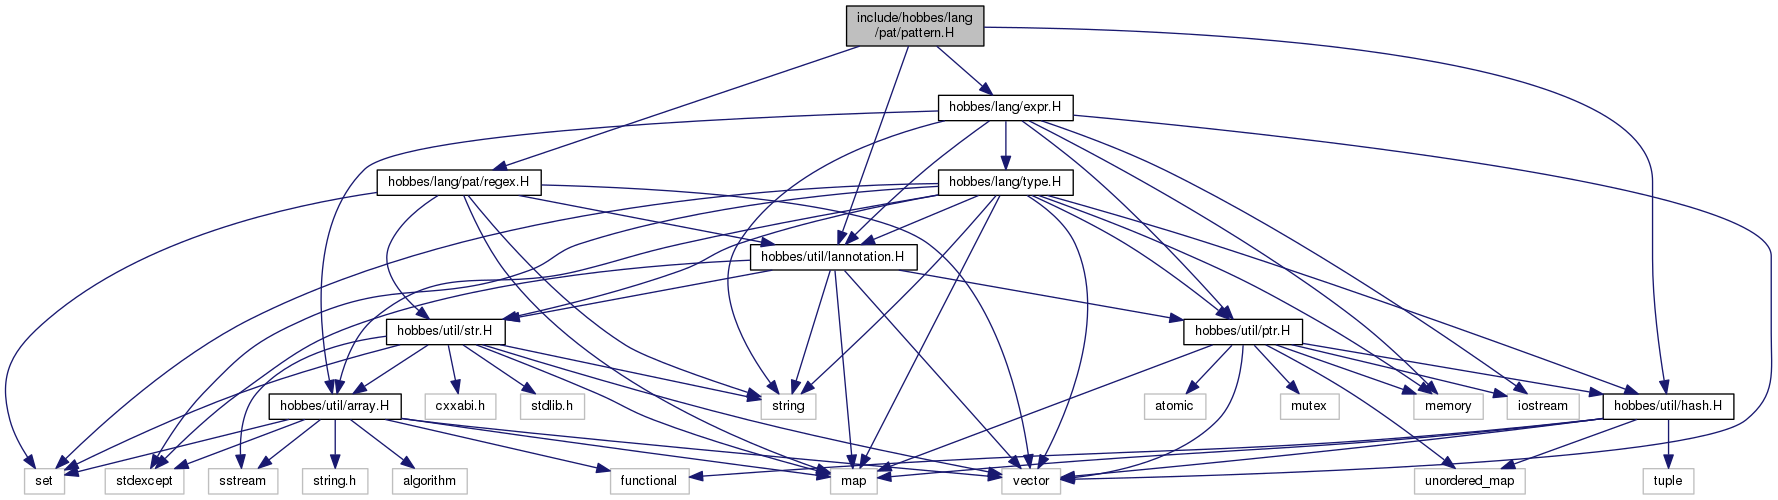 include/hobbes/lang
/pat/pattern.H
hobbes/lang/expr.H
hobbes/lang/pat/regex.H
hobbes/lang/type.H
hobbes/util/lannotation.H
hobbes/util/str.H
hobbes/util/ptr.H
hobbes/util/array.H
cxxabi.h
stdlib.h
string
atomic
mutex
memory
iostream
hobbes/util/hash.H
set
stdexcept
sstream
string.h
algorithm
functional
map
vector
unordered_map
tuple